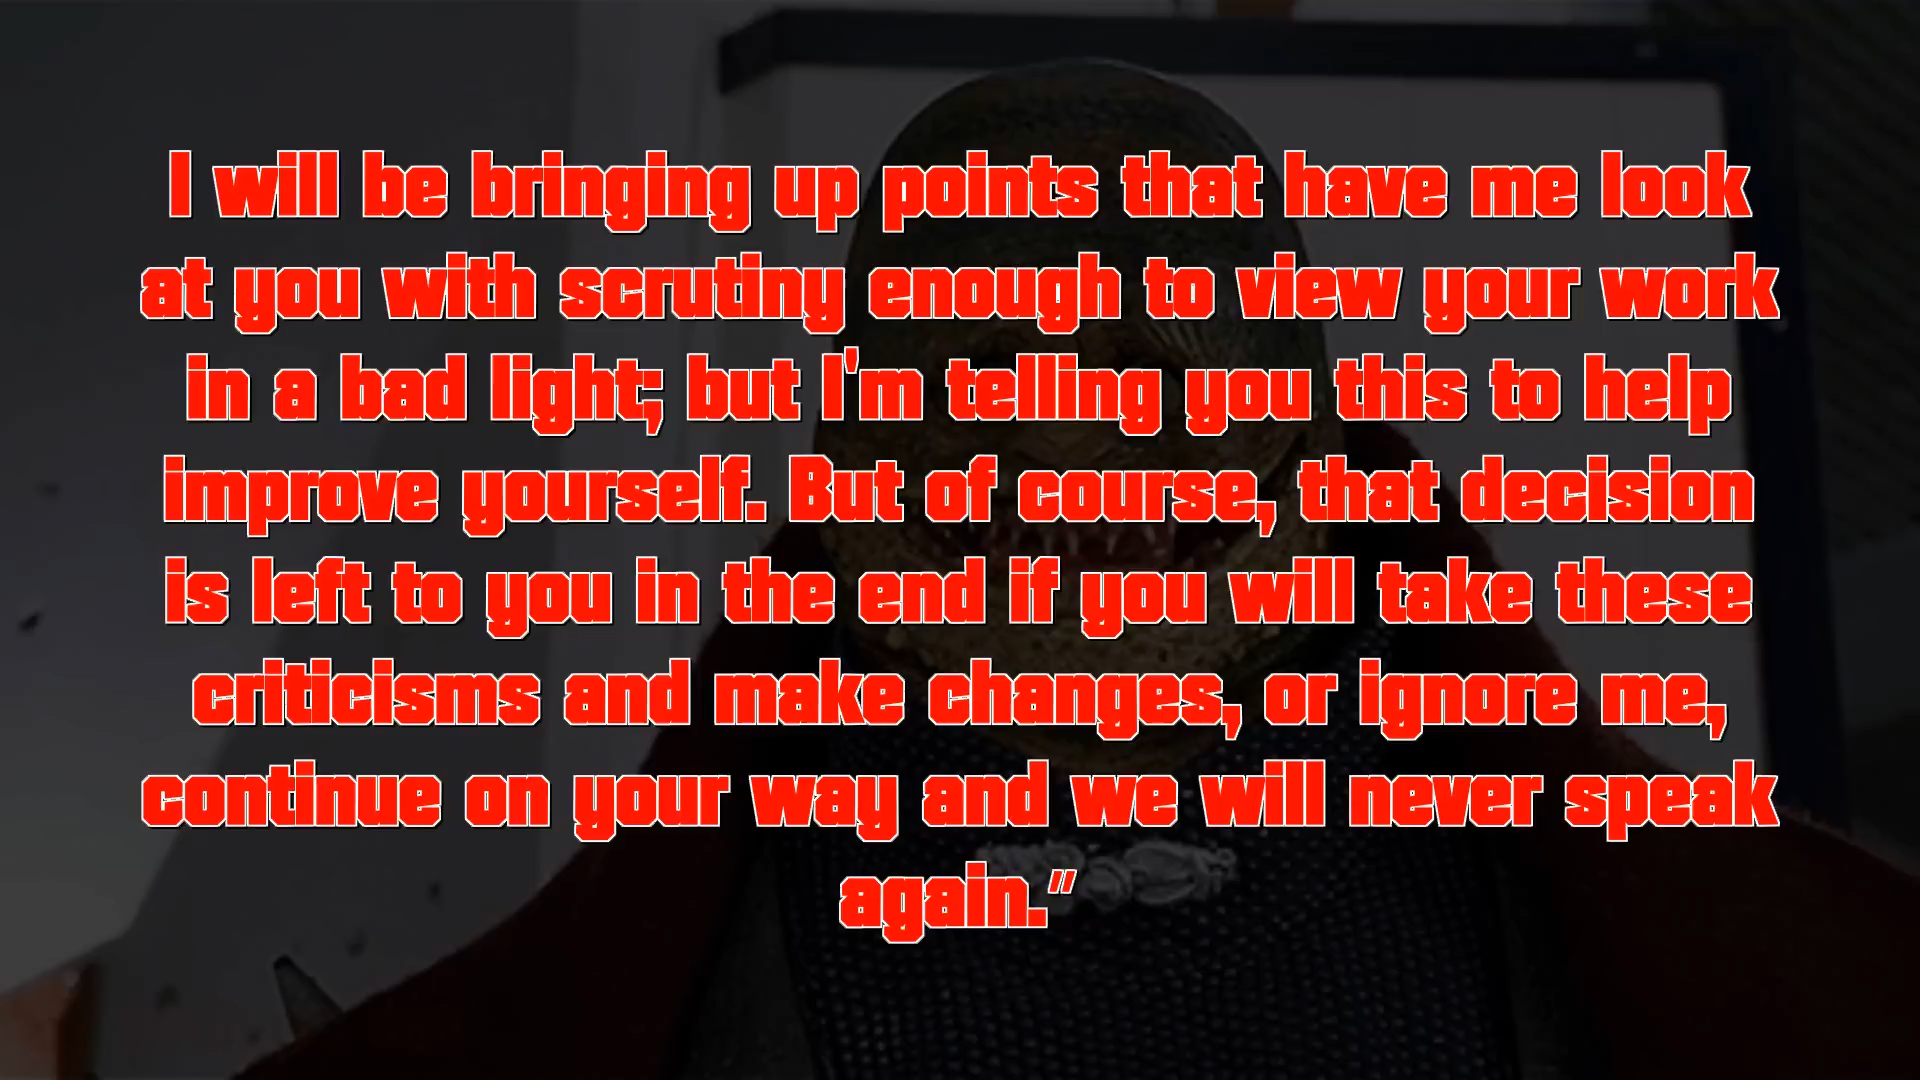 I will be bringing up points that have me look
at you with scrutiny enough to view your work
in a bad light; but I'm telling you this to help
improve yourself. But of course, that decision
is left to you in the end if you will take these
criticisms and make changes, or ignore me,
continue on your way and we will never speak
again.”